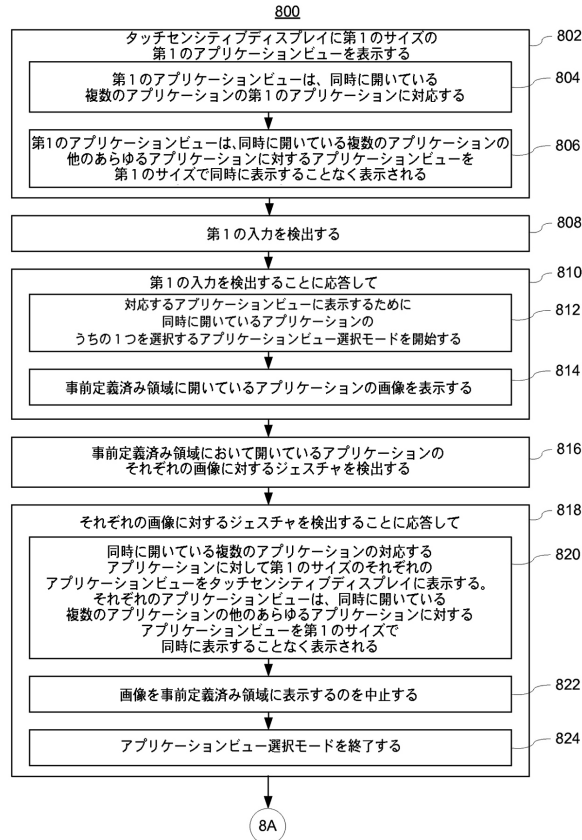 800
タッチセンシティブディスプレイに第1のサイズの
第1のアプリケーションビューを表示する
802
第1のアプリケーションビューは、同時に開いている
複数のアプリケーションの第1のアプリケーションに対応する
804
第1のアプリケーションビューは、同時に開いている複数のアプリケーションの
他のあらゆるアプリケーションに対するアプリケーションビューを
第1のサイズで同時に表示することなく表示される
806
第1の入力を検出する
808
第1の入力を検出することに応答して
810
対応するアプリケーションビューに表示するために
同時に開いているアプリケーションの
うちの1つを選択するアプリケーションビュー選択モードを開始する
812
事前定義済み領域に開いているアプリケーションの画像を表示する
814
事前定義済み領域において開いているアプリケーションの
それぞれの画像に対するジェスチャを検出する
816
それぞれの画像に対するジェスチャを検出することに応答して
818
同時に開いている複数のアプリケーションの対応する
アプリケーションに対して第1のサイズのそれぞれの
アプリケーションビューをタッチセンシティブディスプレイに表示する。
それぞれのアプリケーションビューは、同時に開いている
複数のアプリケーションの他のあらゆるアプリケーションに対する
アプリケーションビューを第1のサイズで
同時に表示することなく表示される
820
画像を事前定義済み領域に表示するのを中止する
822
アプリケーションビュー選択モードを終了する
824
8A